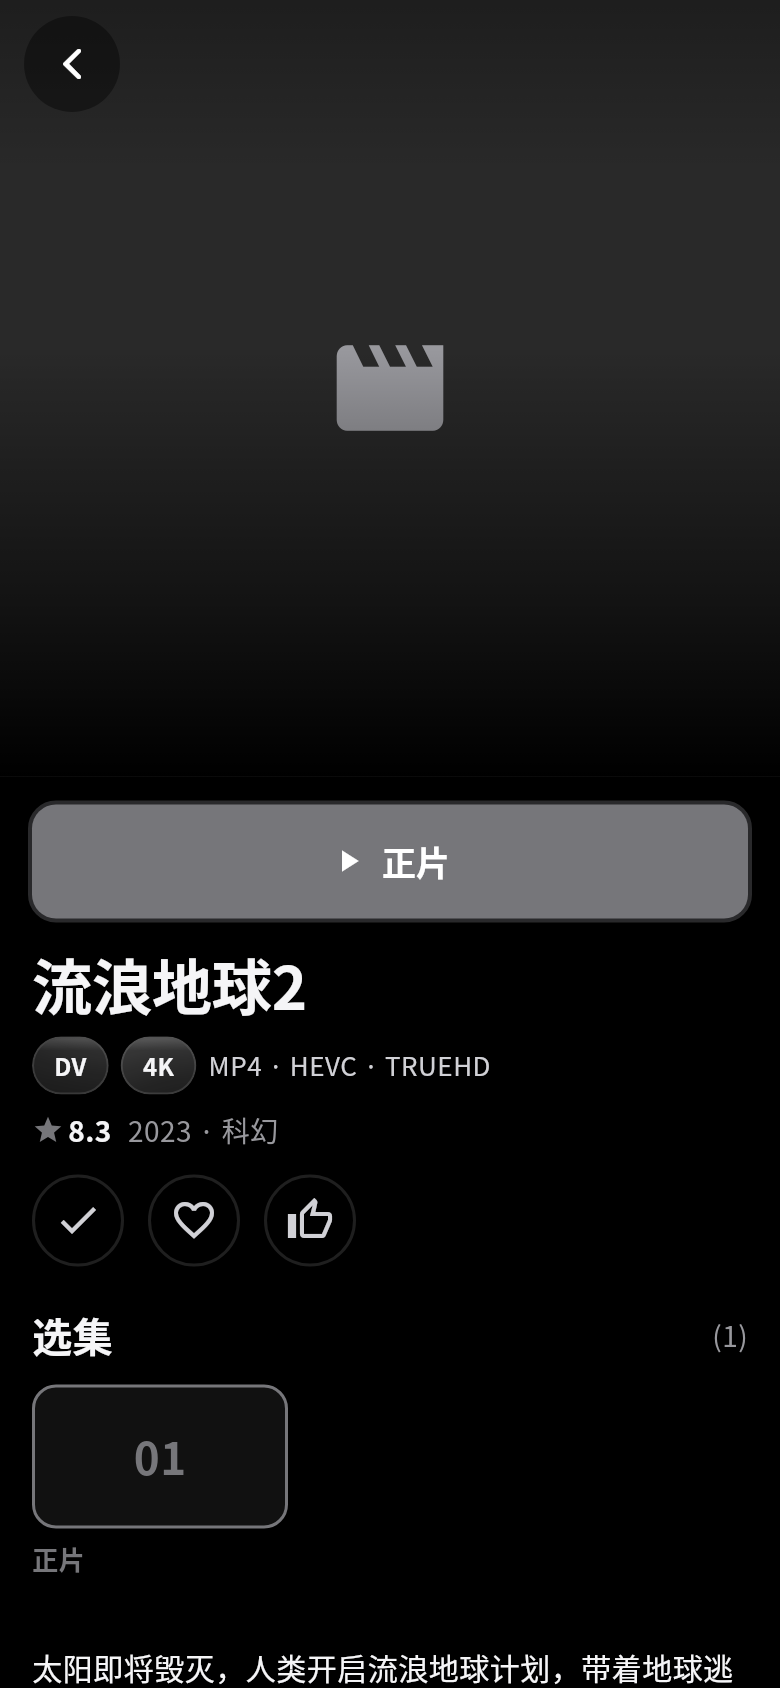 正片
流浪地球2
DV 4K MP4 · HEVC · TRUEHD
8.3 2023 · 科幻
选集 (1)
01
正片
太阳即将毁灭，人类开启流浪地球计划，带着地球逃